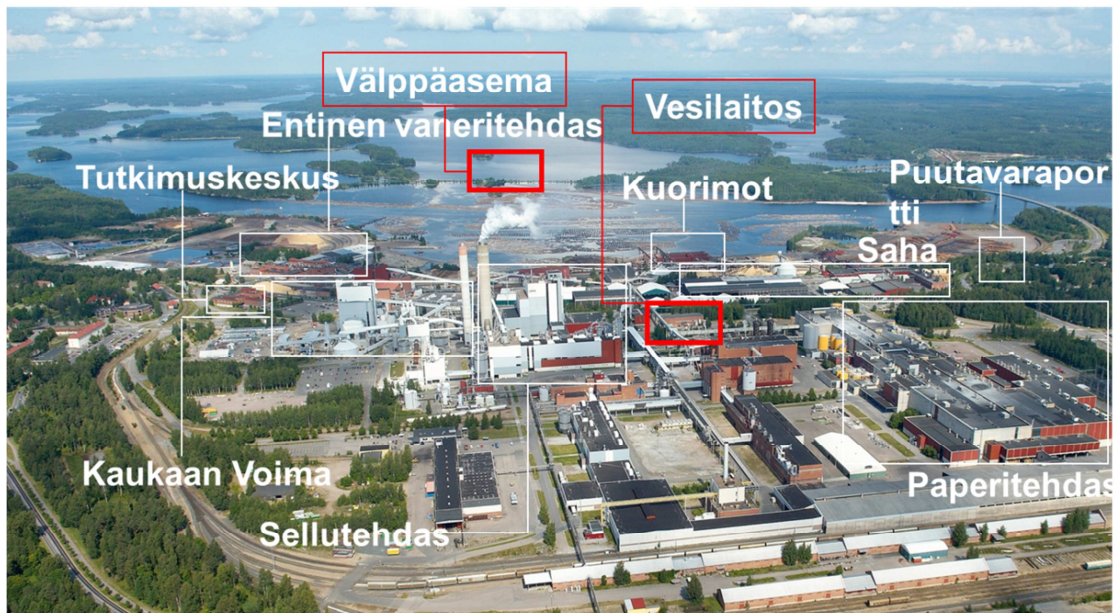 Välppäasema
Vesilaitos
Entinen vaneritehdas
Tutkimuskeskus
Kuorimot
Puutavarapor
tti
Saha
Kaukaan Voima
Paperitehdas
Sellutehdas